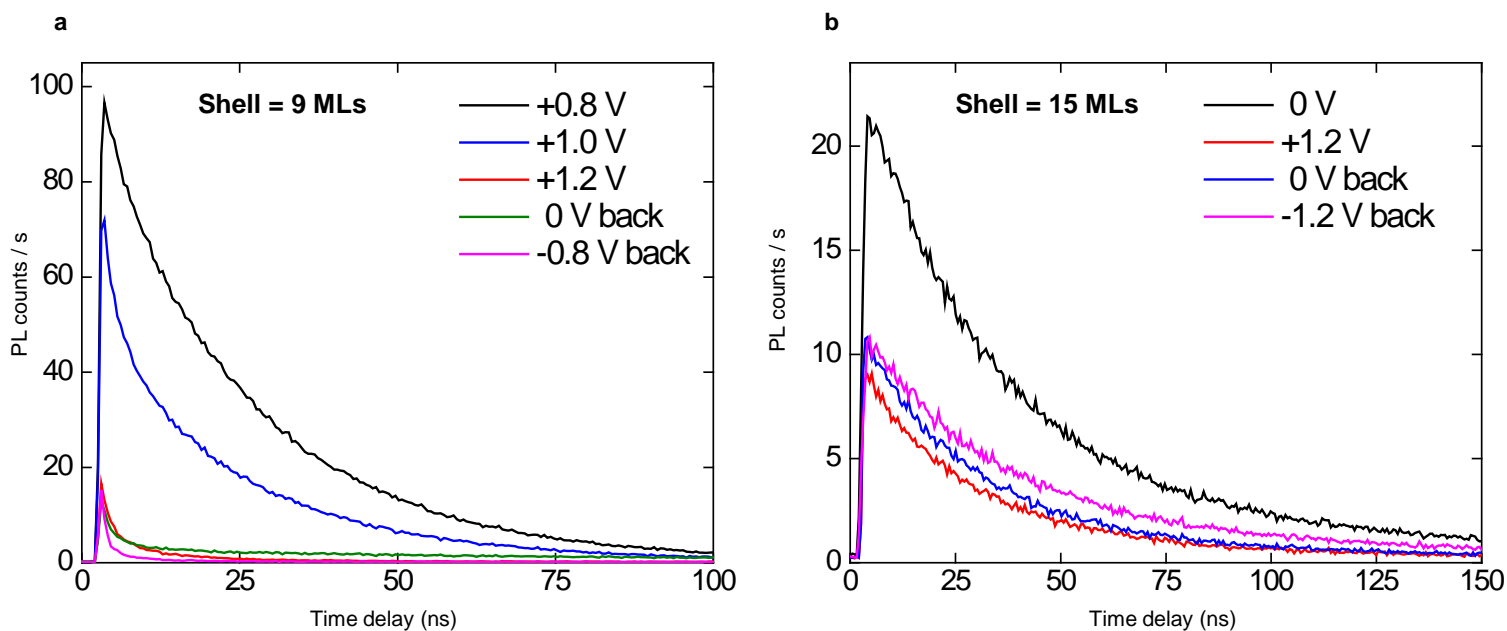 a
Shell = 9 MLs
+0.8 V
+1.0 V
+1.2 V
0 V back
-0.8 V back
100
80
60
40
20
0
PL counts / s
0 25 50 75 100
Time delay (ns)
b
Shell = 15 MLs
0 V
+1.2 V
0 V back
-1.2 V back
20
15
10
5
0
PL counts / s
0 25 50 75 100 125 150
Time delay (ns)